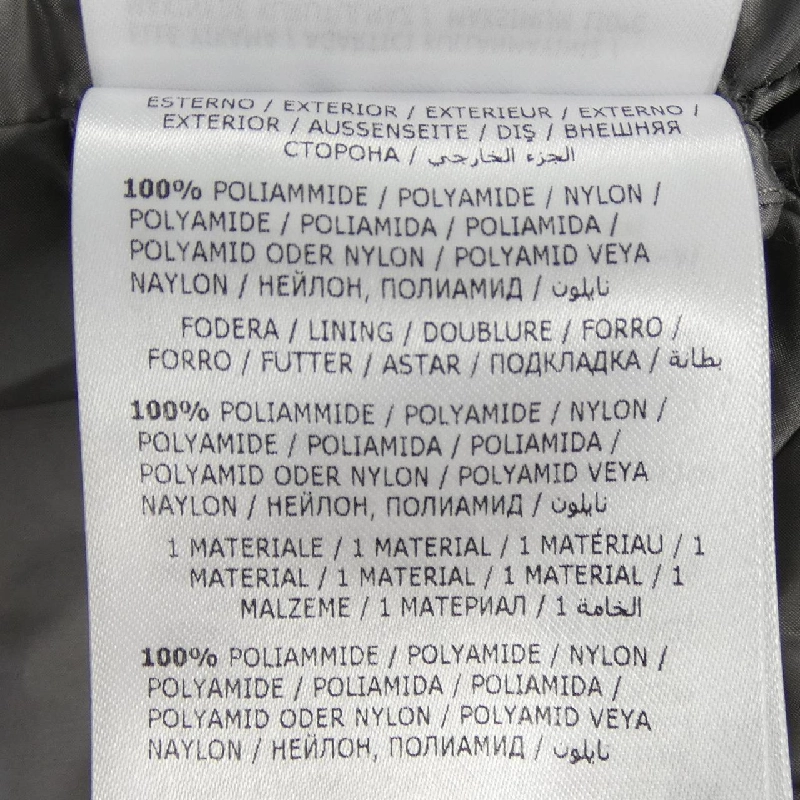 ESTERNO / EXTERIOR / EXTERIEUR / EXTERNO /
EXTERIOR / AUSSENSEITE / DIŞ / ВНЕШНЯЯ
СТОРОНА / الجزء الخارجي
100% POLIAMMIDE / POLYAMIDE / NYLON /
POLYAMIDE / POLIAMIDA / POLIAMIDA /
POLYAMID ODER NYLON / POLYAMID VEYA
NAYLON / НЕЙЛОН, ПОЛИАМИД / نايلون
FODERA / LINING / DOUBLURE / FORRO /
FORRO / FUTTER / ASTAR / ПОДКЛАДКА / بطانة
100% POLIAMMIDE / POLYAMIDE / NYLON /
POLYAMIDE / POLIAMIDA / POLIAMIDA /
POLYAMID ODER NYLON / POLYAMID VEYA
NAYLON / НЕЙЛОН, ПОЛИАМИД / نايلون
1 MATERIALE / 1 MATERIAL / 1 MATÉRIAU / 1
MATERIAL / 1 MATERIAL / 1 MATERIAL / 1
MALZEME / 1 МАТЕРИАЛ / 1 الخامة
100% POLIAMMIDE / POLYAMIDE / NYLON /
POLYAMIDE / POLIAMIDA / POLIAMIDA /
POLYAMID ODER NYLON / POLYAMID VEYA
NAYLON / НЕЙЛОН, ПОЛИАМИД / نايلون